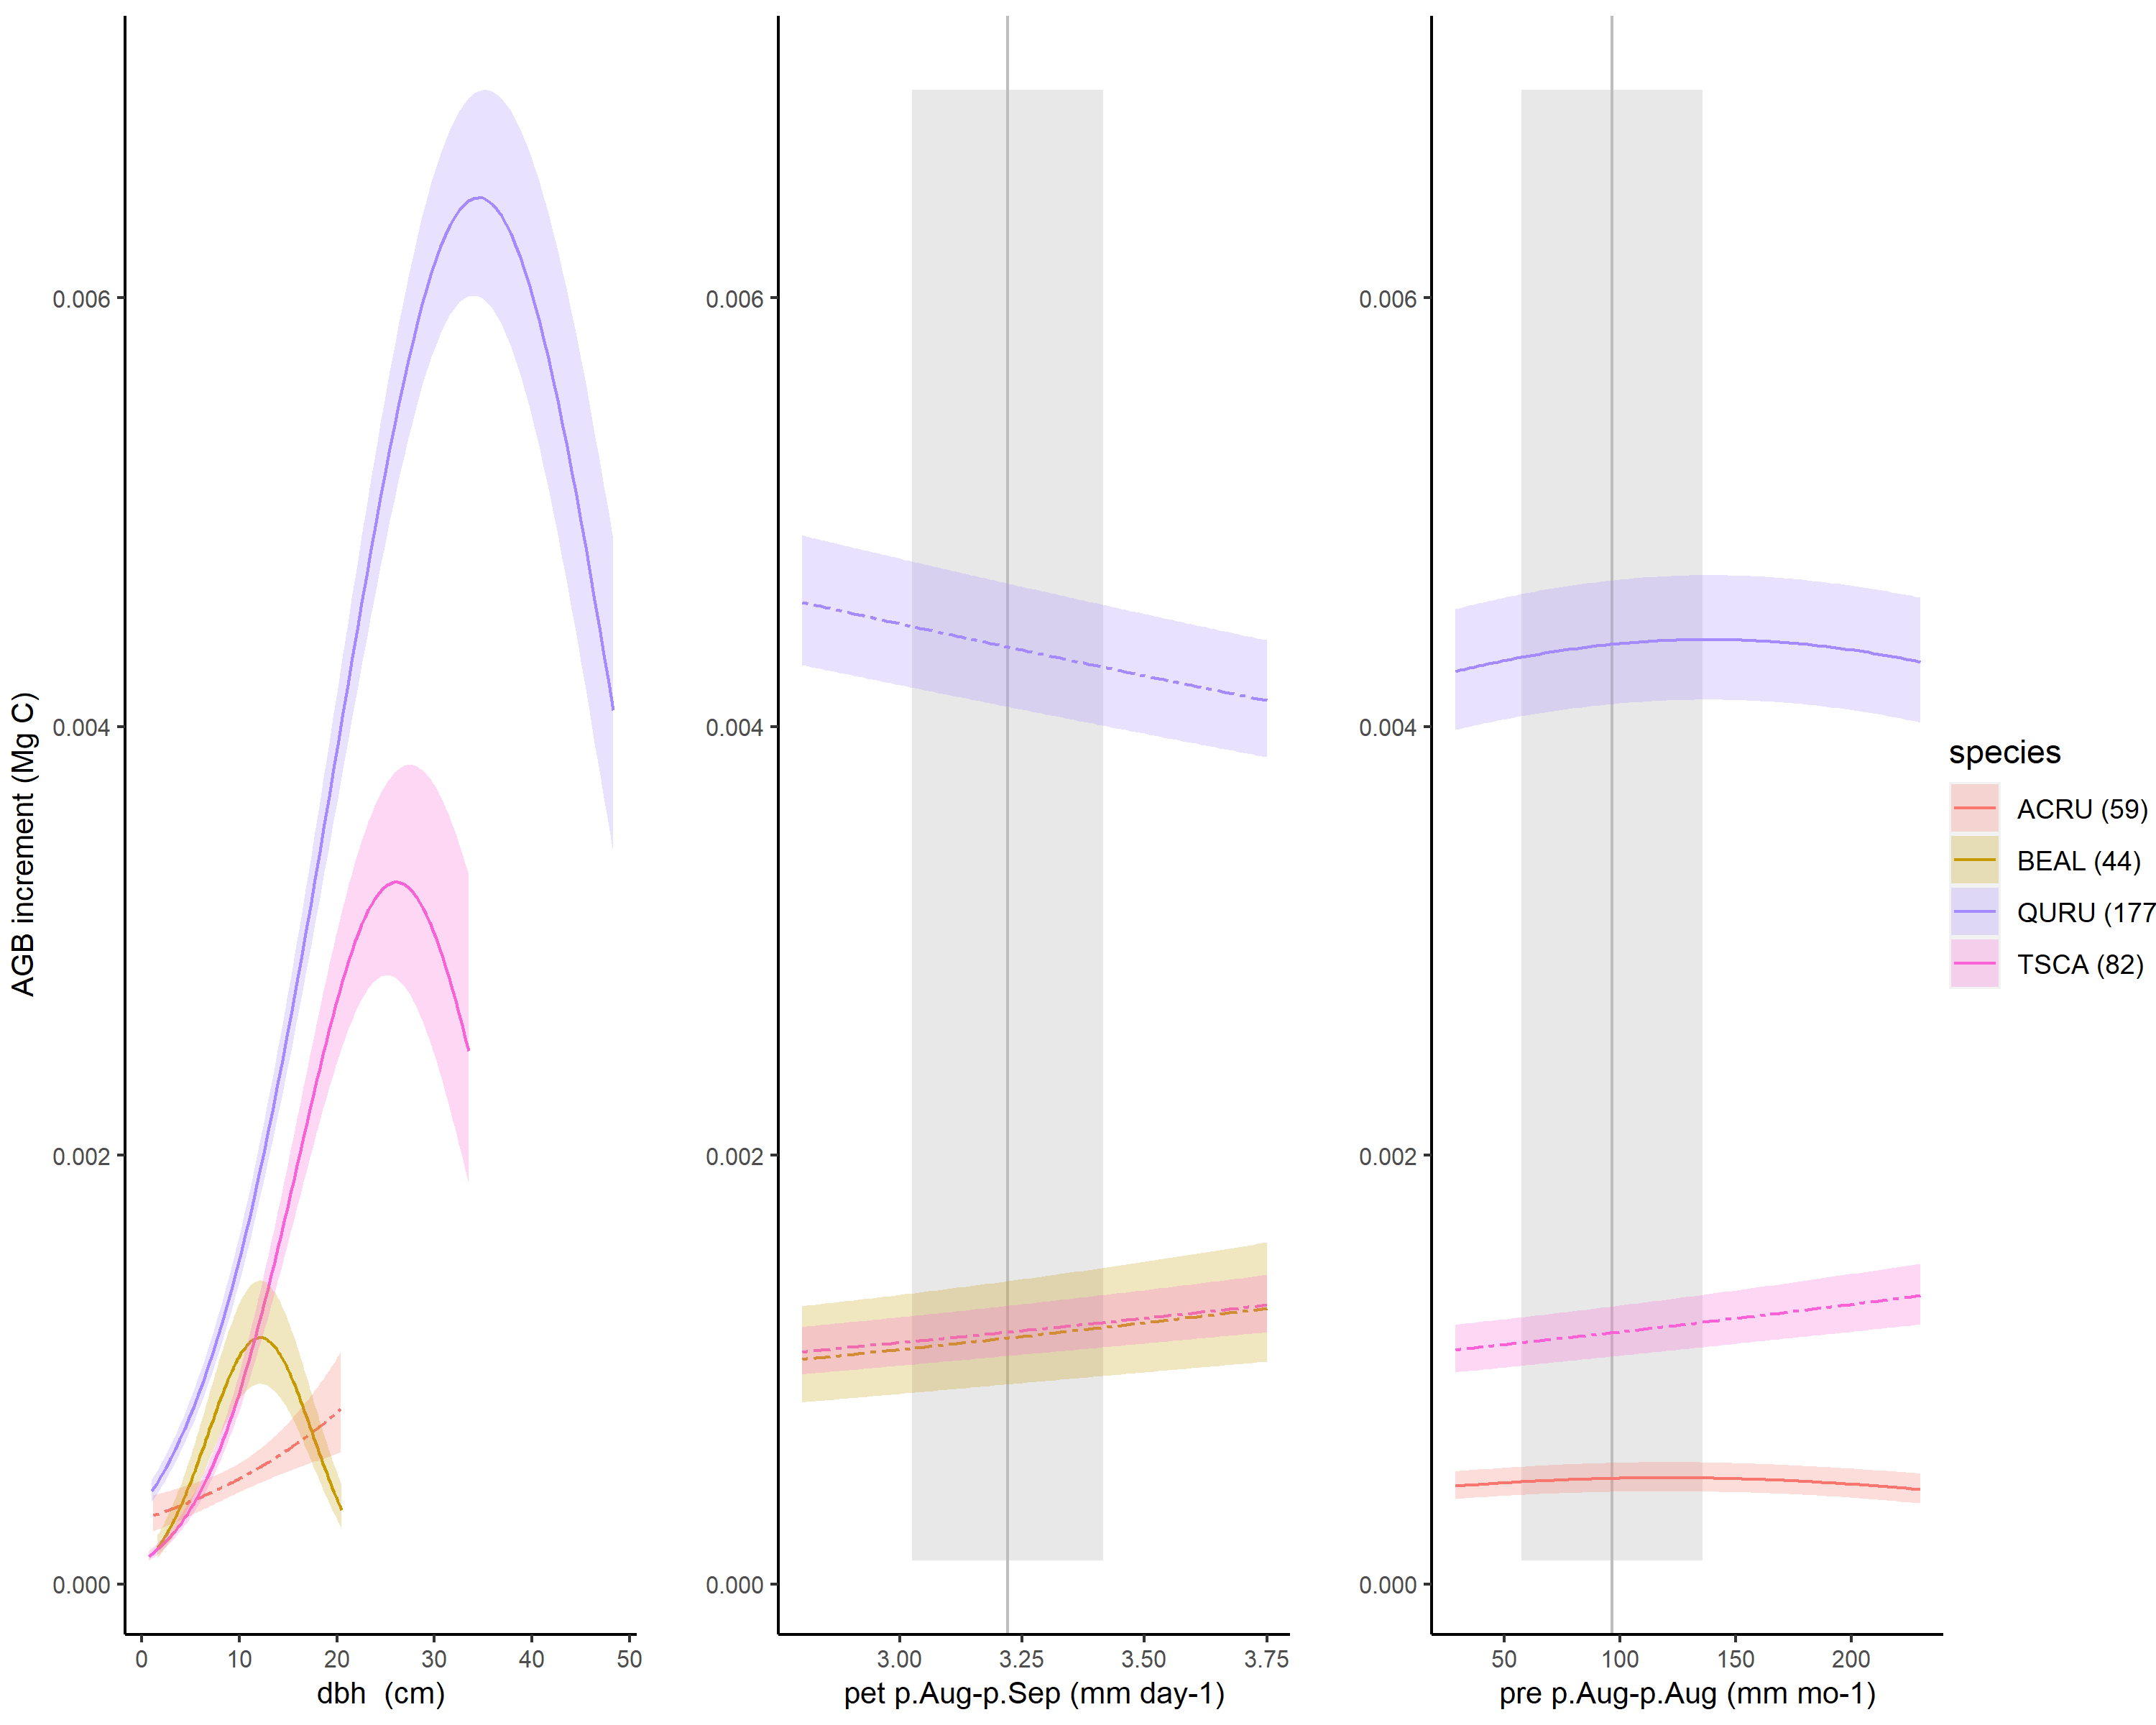 AGB increment (Mg C)
0.006
0.004
0.002
0.000
0 10 20 30 40 50
dbh (cm)
0.006
0.004
0.002
0.000
3.00 3.25 3.50 3.75
pet p.Aug-p.Sep (mm day-1)
0.006
0.004
0.002
0.000
50 100 150 200
pre p.Aug-p.Aug (mm mo-1)
species
ACRU (59)
BEAL (44)
QURU (177
TSCA (82)